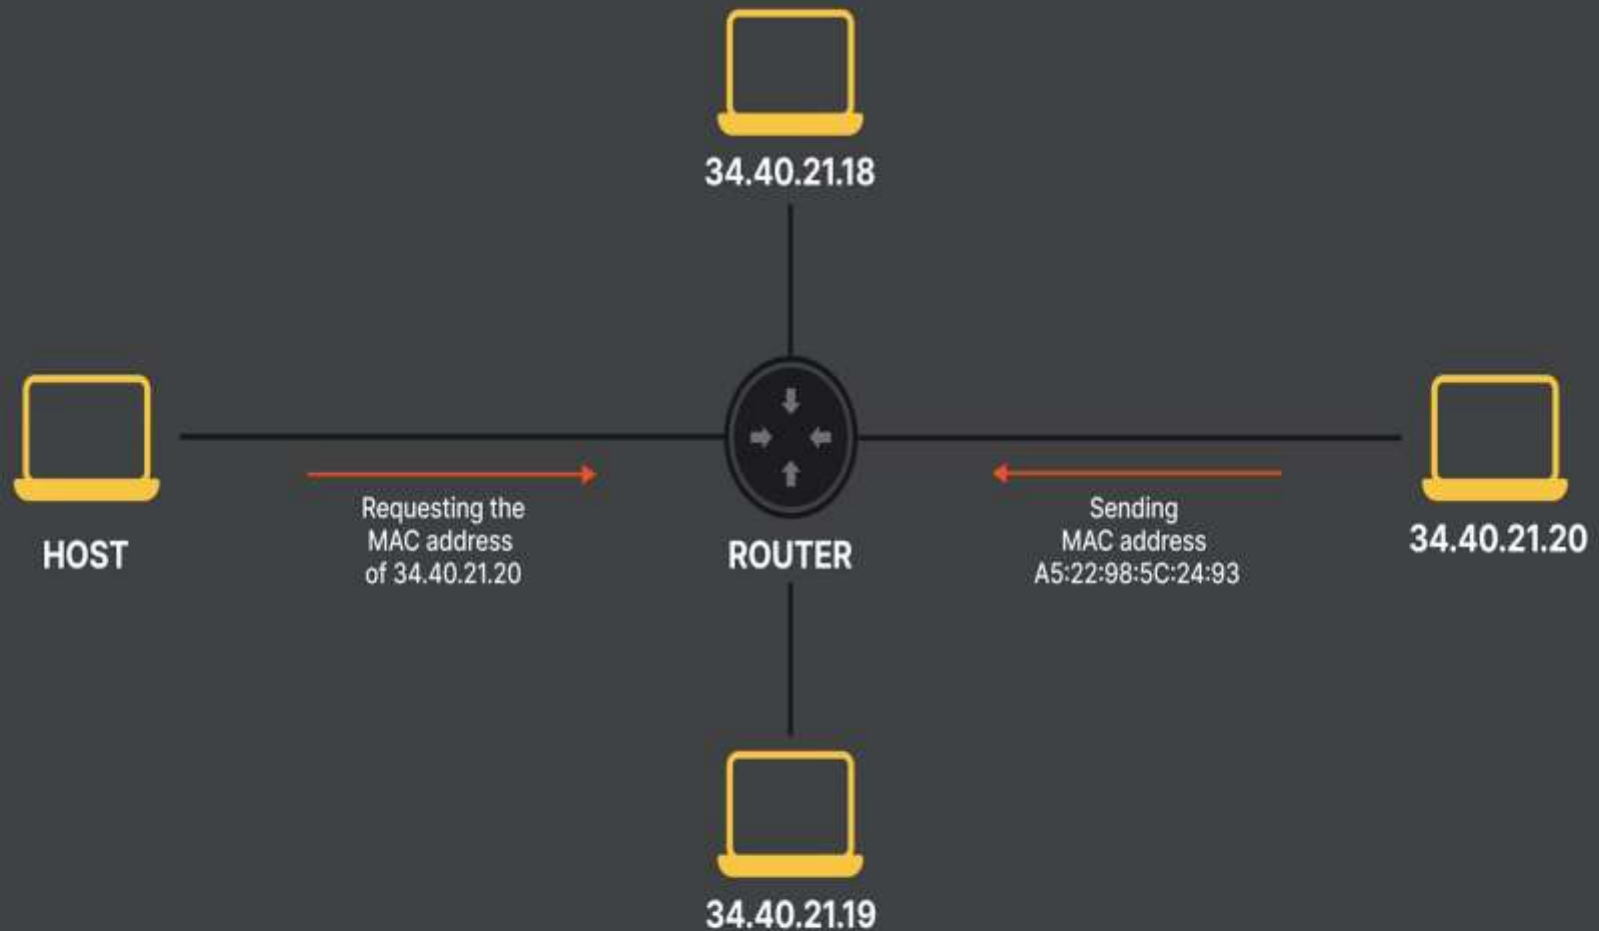 34.40.21.18
HOST
Requesting the
MAC address
of 34.40.21.20
ROUTER
Sending
MAC address
A5:22:98:5C:24:93
34.40.21.20
34.40.21.19